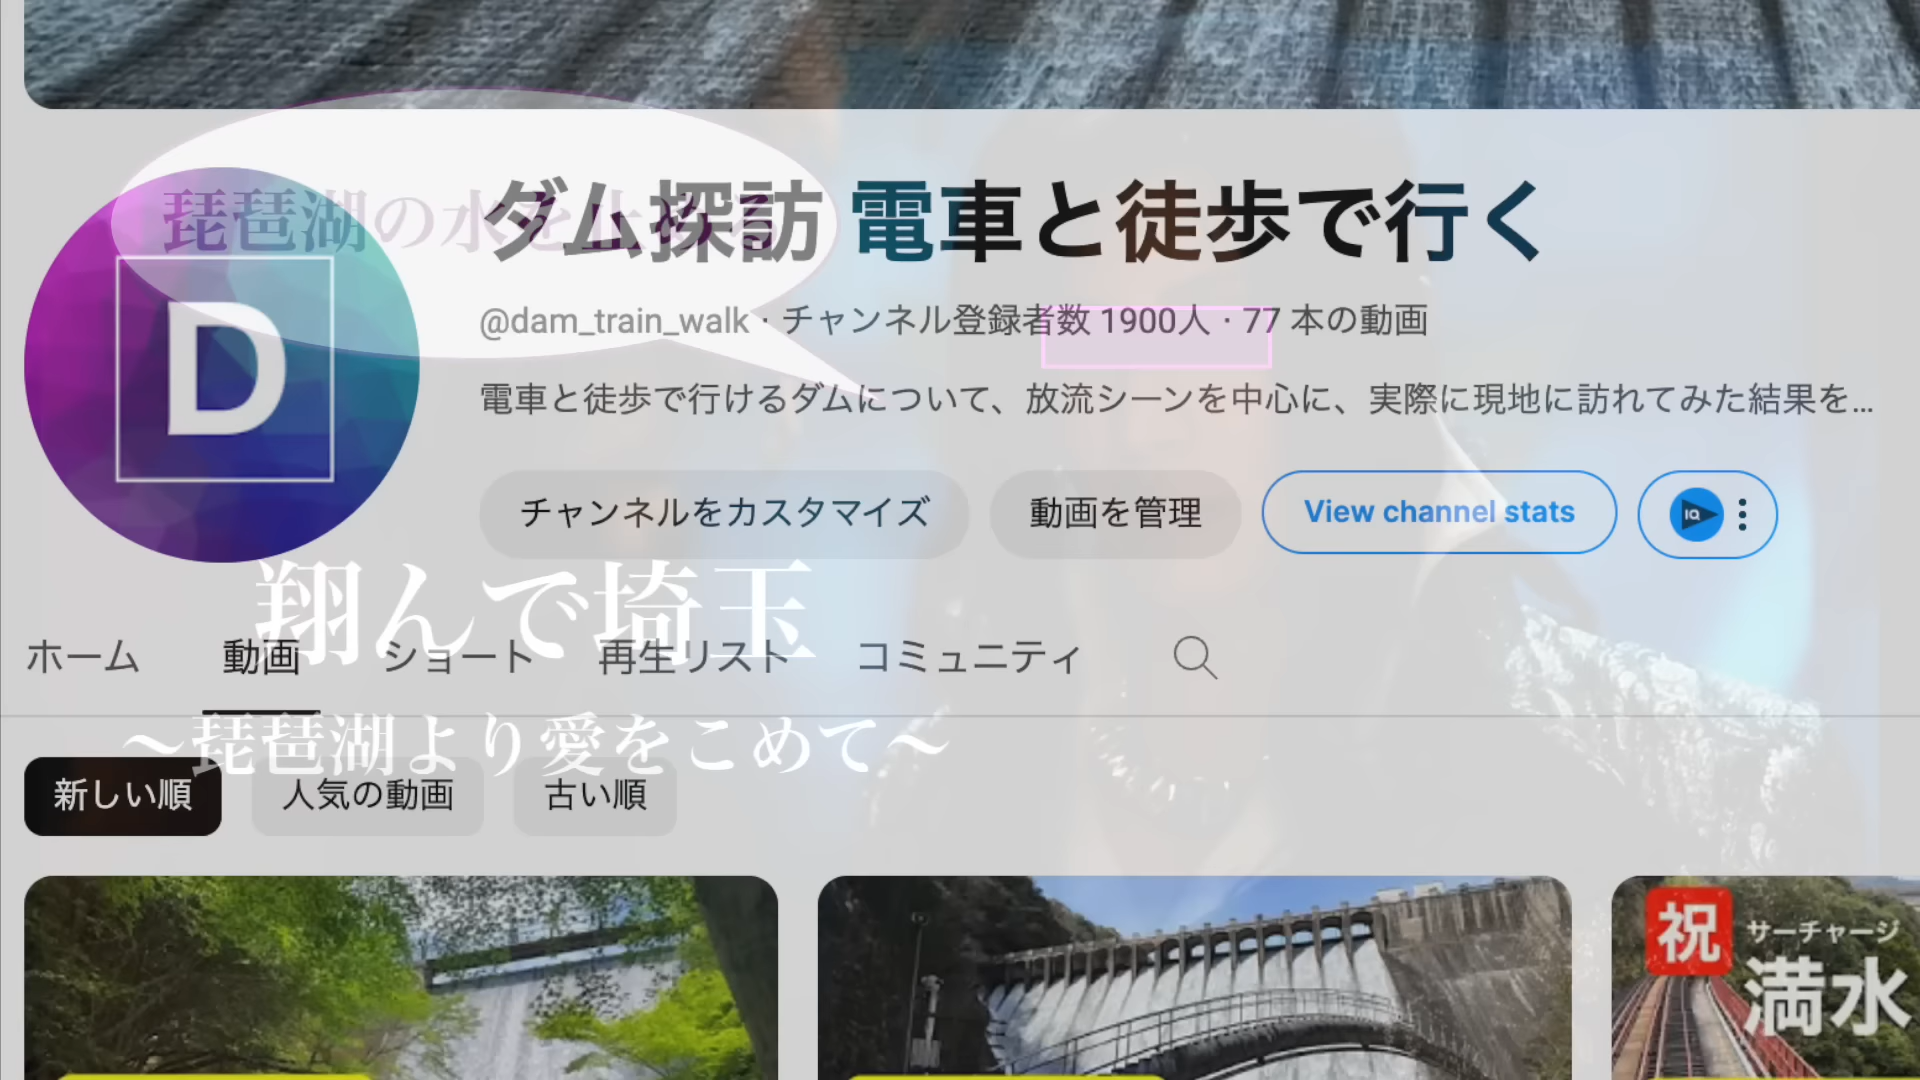 琵琶湖の水を止める
ダム探訪 電車と徒歩で行く
D
@dam_train_walk · チャンネル登録者数 1900人 · 77 本の動画
電車と徒歩で行けるダムについて、放流シーンを中心に、実際に現地に訪れてみた結果を...
チャンネルをカスタマイズ
動画を管理
View channel stats
IQ
翔んで埼玉
ホーム
動画
ショート
再生リスト
コミュニティ
〜琵琶湖より愛をこめて〜
新しい順
人気の動画
古い順
祝
サーチャージ
満水